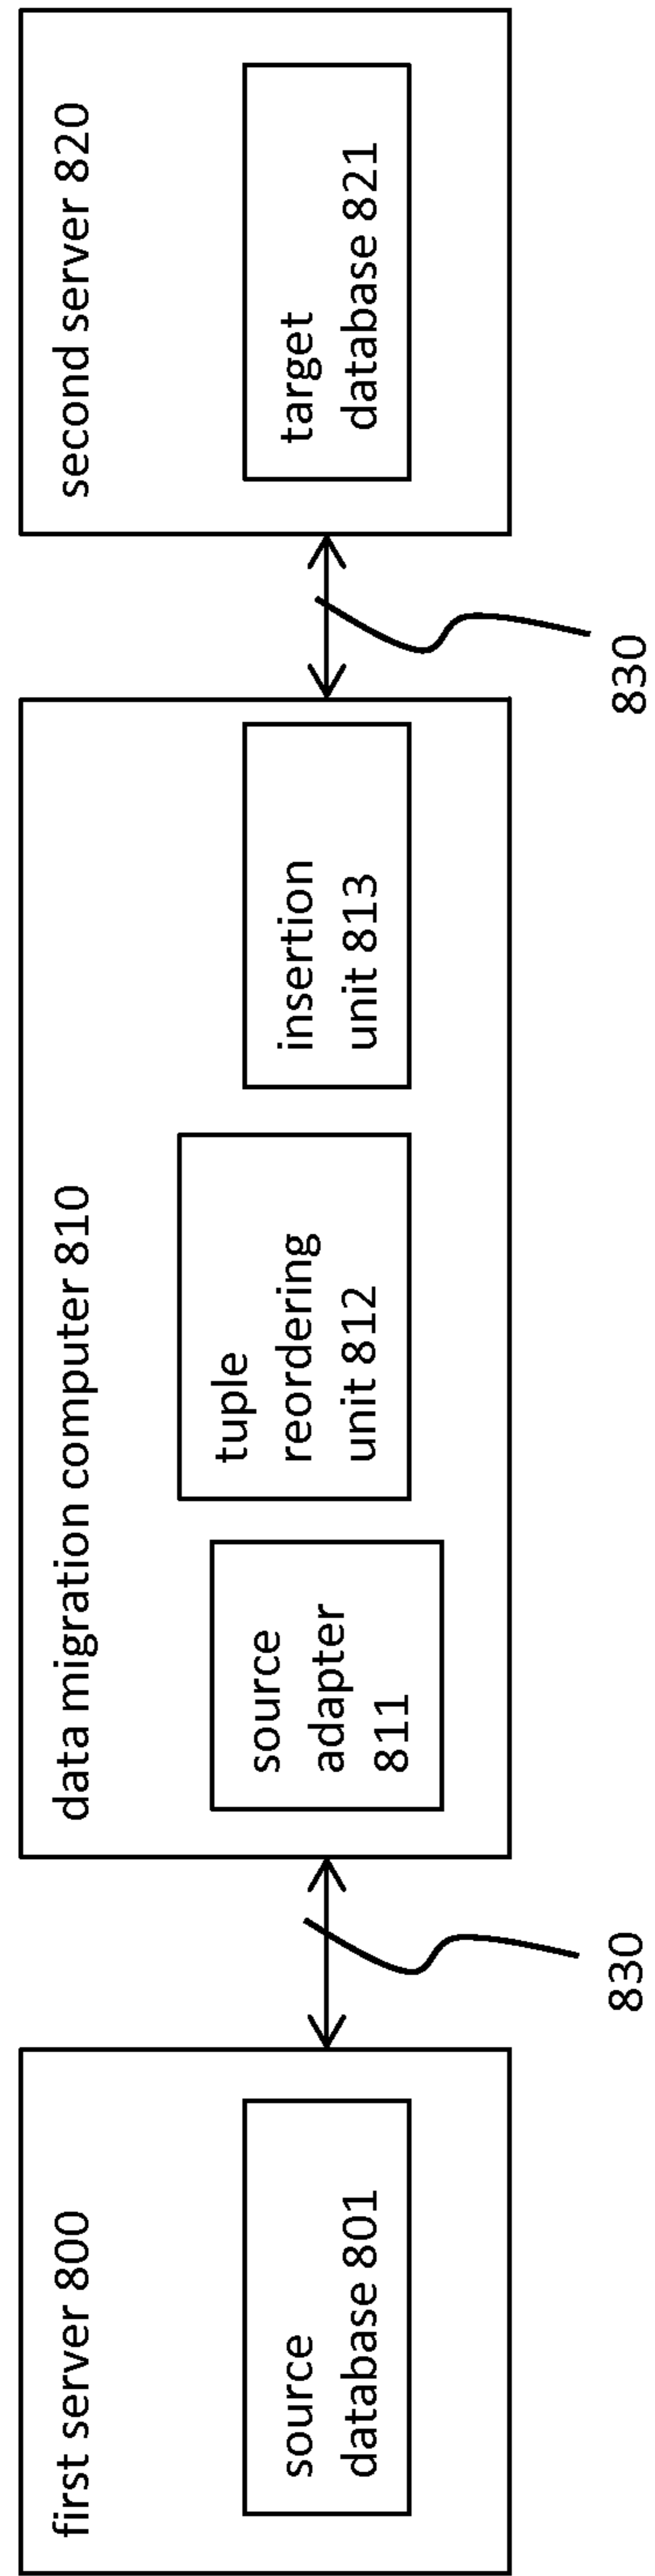 first server 800
source
database 801
830
data migration computer 810
source
adapter
811
tuple
reordering
unit 812
insertion
unit 813
830
second server 820
target
database 821